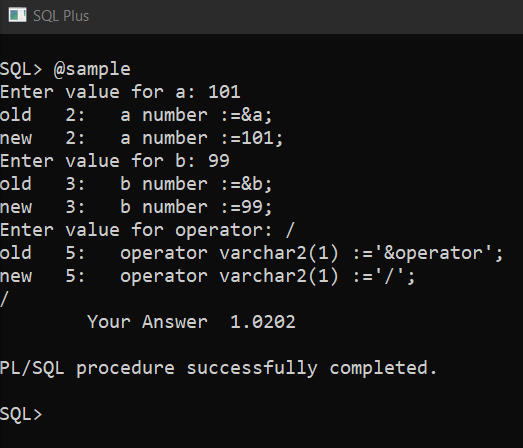 SQL Plus
SQL> @sample
Enter value for a: 101
old   2:   a number :=&a;
new   2:   a number :=101;
Enter value for b: 99
old   3:   b number :=&b;
new   3:   b number :=99;
Enter value for operator: /
old   5:   operator varchar2(1) :='&operator';
new   5:   operator varchar2(1) :='/';
/
        Your Answer  1.0202
PL/SQL procedure successfully completed.
SQL>